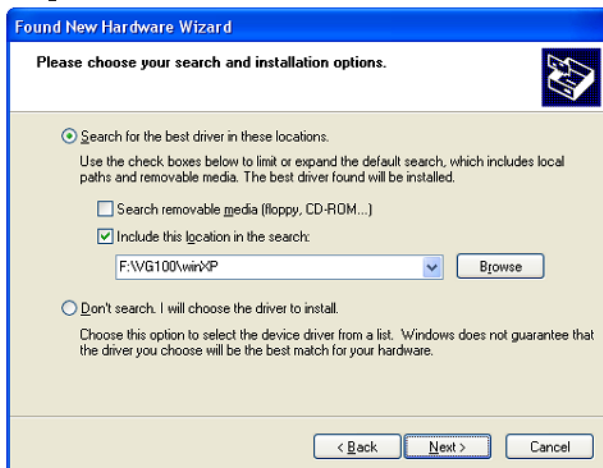 Found New Hardware Wizard
Please choose your search and installation options.
Search for the best driver in these locations.
Use the check boxes below to limit or expand the default search, which includes local
paths and removable media. The best driver found will be installed.
Search removable media (floppy, CD-ROM...)
Include this location in the search:
F:\VG100\winXP
Browse
Don't search. I will choose the driver to install.
Choose this option to select the device driver from a list. Windows does not guarantee that
the driver you choose will be the best match for your hardware.
< Back Next > Cancel